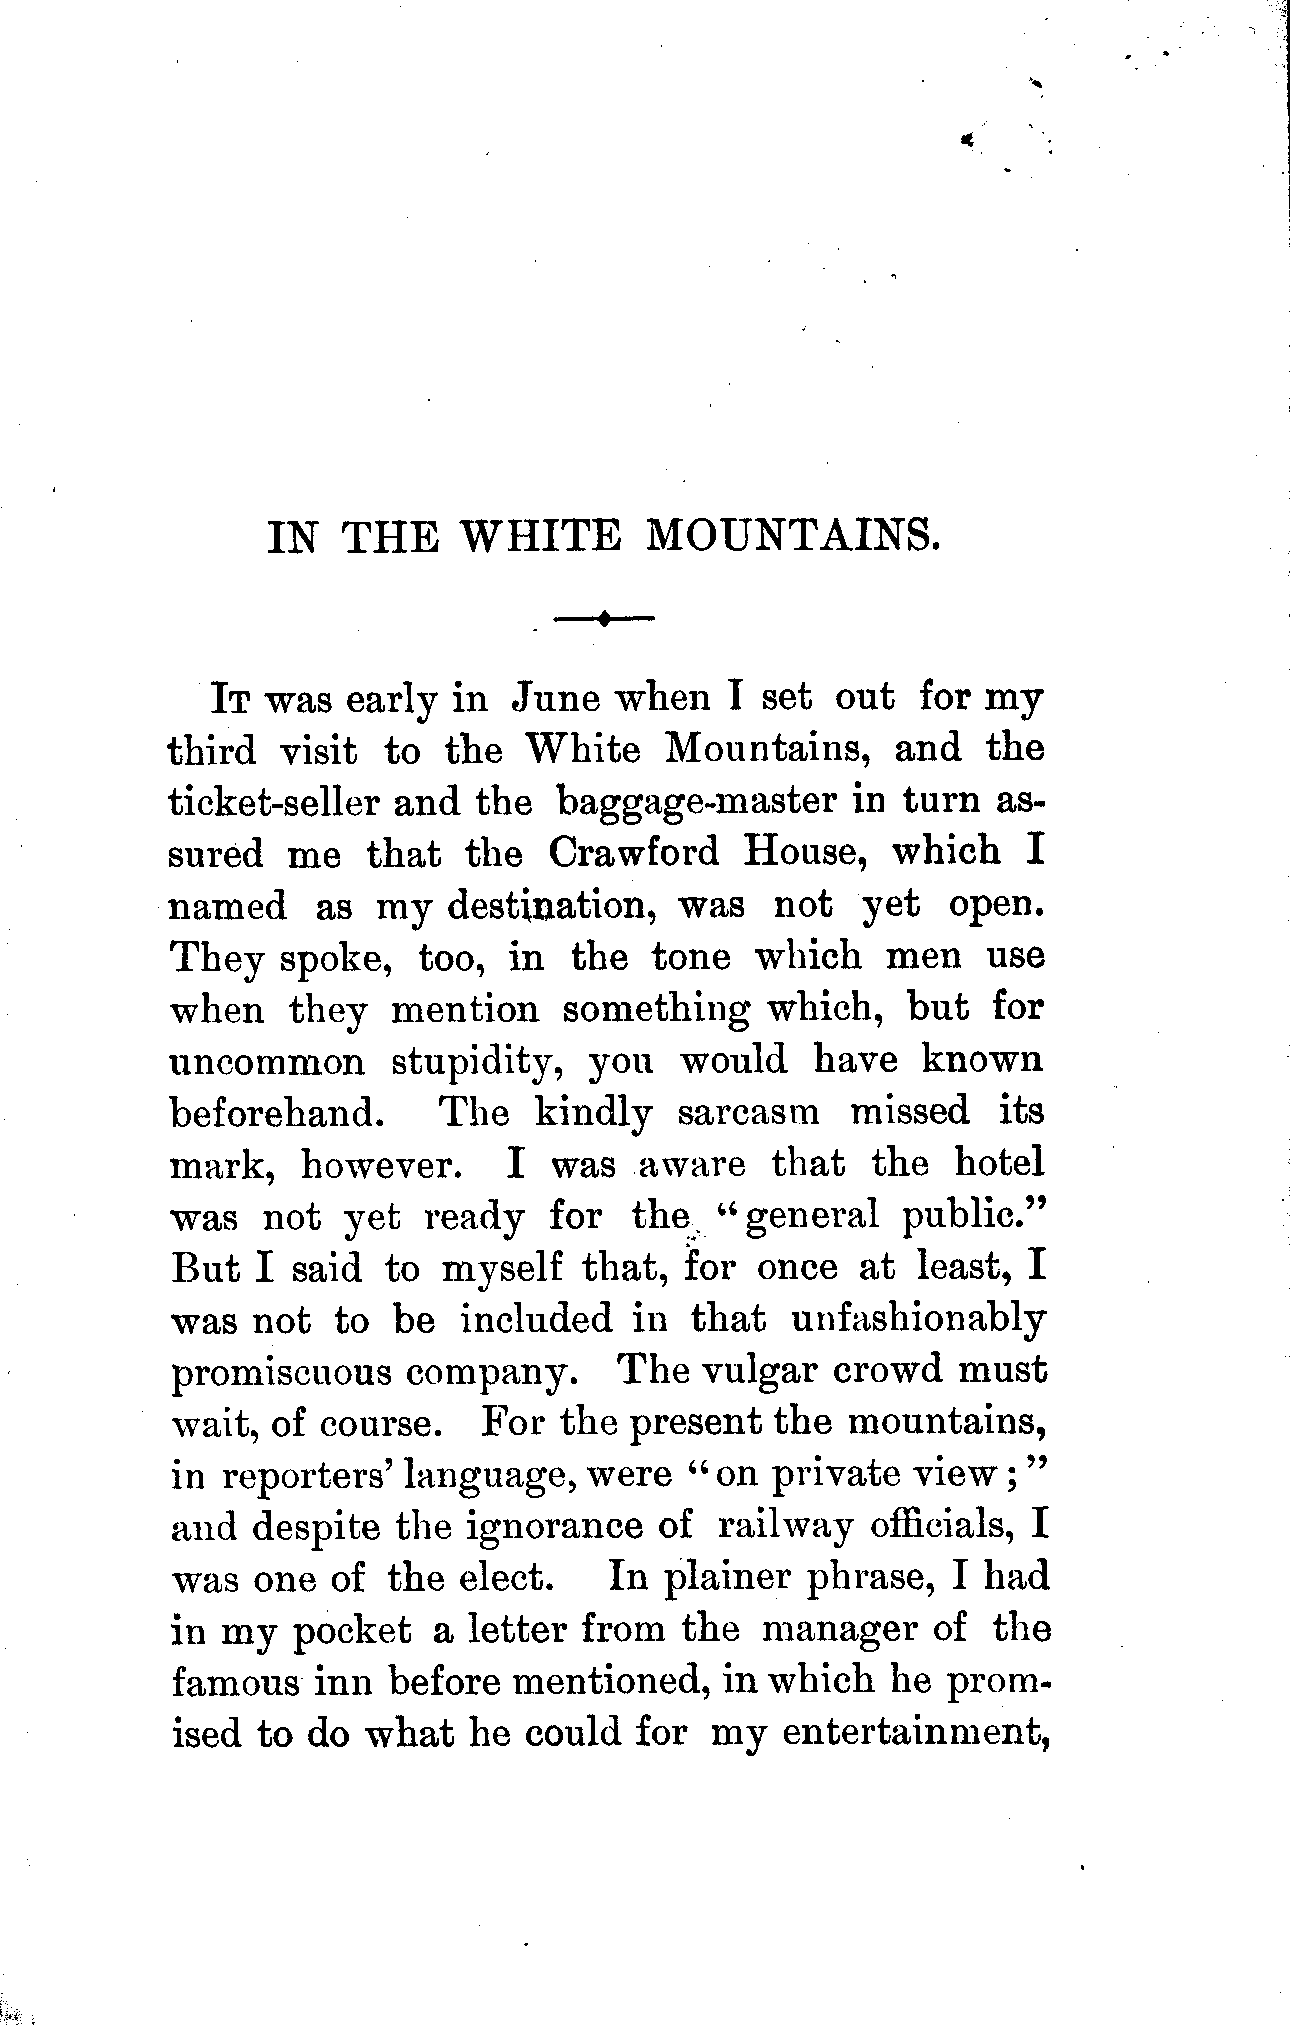 IN THE WHITE MOUNTAINS.
IT was early in June when I set out for my
third visit to the White Mountains, and the
ticket-seller and the baggage-master in turn as-
sured me that the Crawford House, which I
named as my destination, was not yet open.
They spoke, too, in the tone which men use
when they mention something which, but for
uncommon stupidity, you would have known
beforehand. The kindly sarcasm missed its
mark, however. I was aware that the hotel
was not yet ready for the "general public."
But I said to myself that, for once at least, I
was not to be included in that unfashionably
promiscuous company. The vulgar crowd must
wait, of course. For the present the mountains,
in reporters' language, were "on private view;"
and despite the ignorance of railway officials, I
was one of the elect. In plainer phrase, I had
in my pocket a letter from the manager of the
famous inn before mentioned, in which he prom-
ised to do what he could for my entertainment,